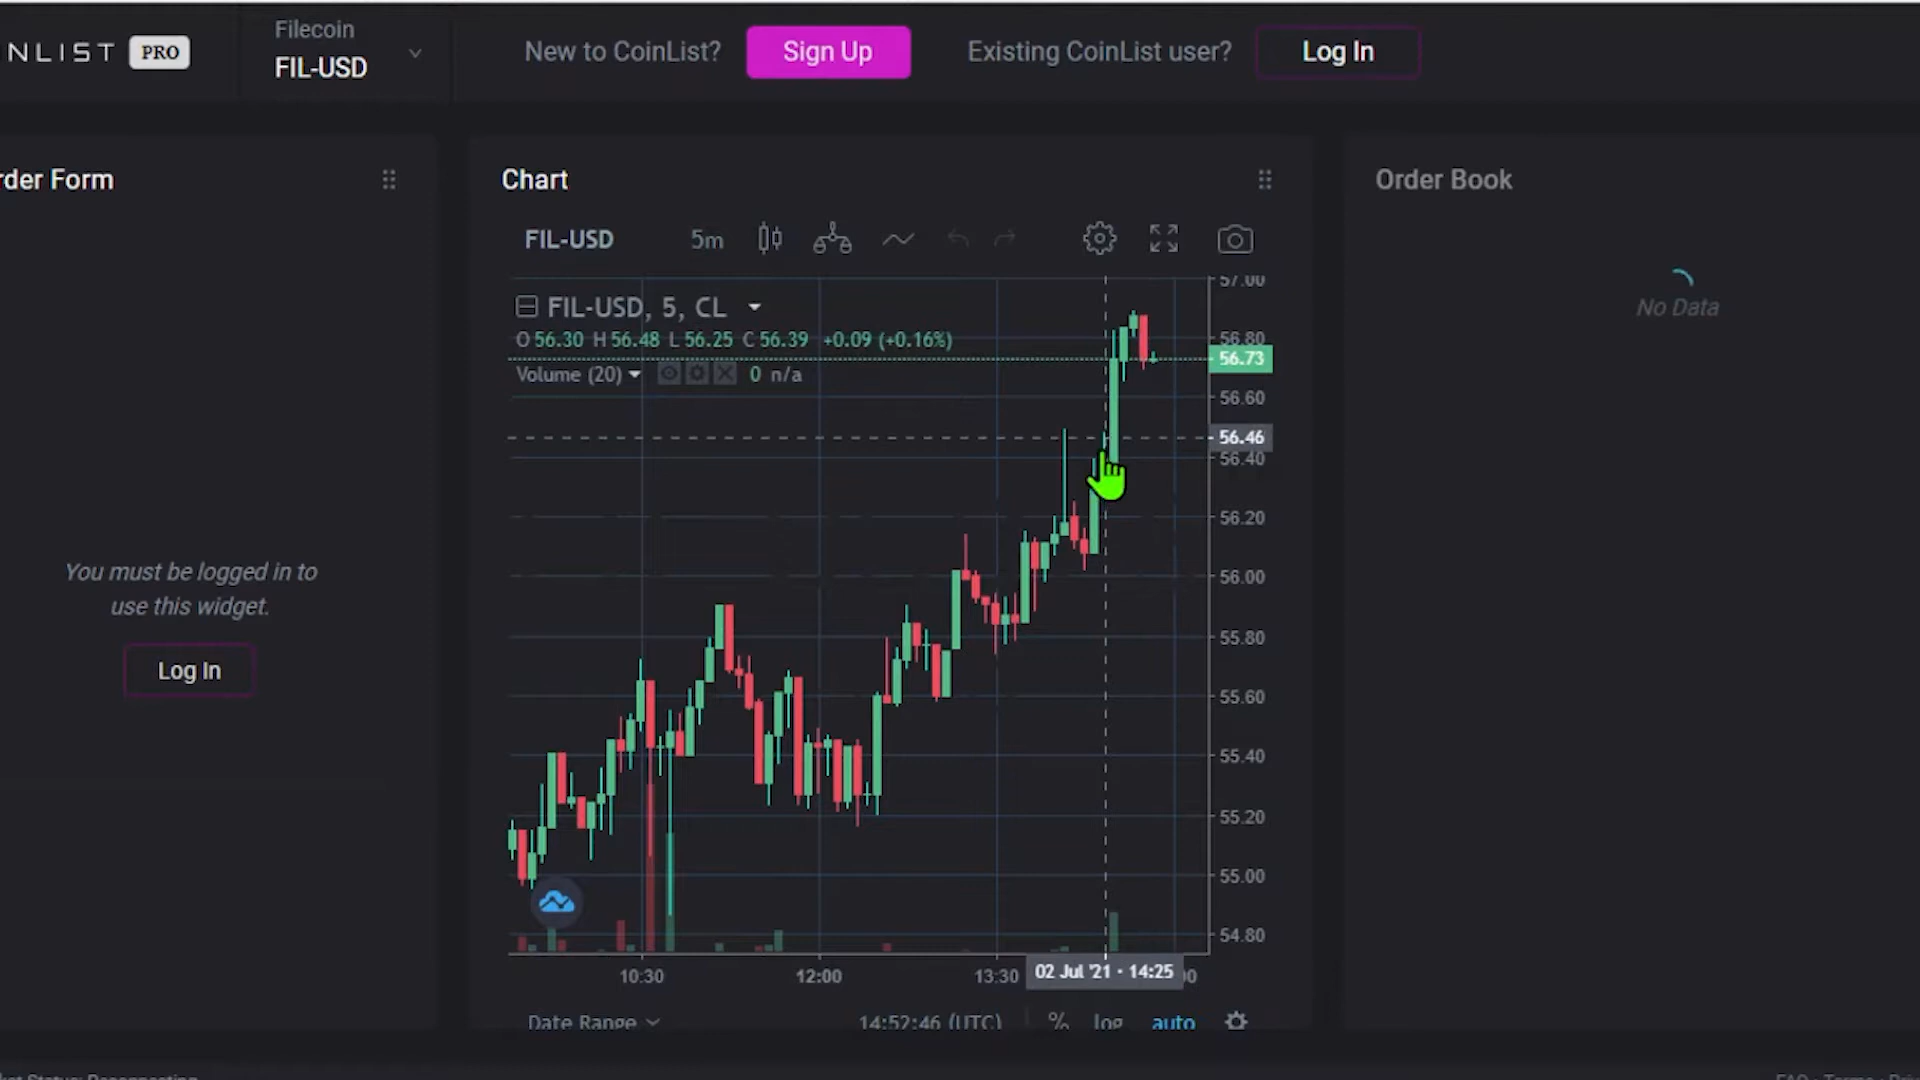 NLIST PRO
Filecoin
FIL-USD
New to CoinList?
Sign Up
Existing CoinList user?
Log In
rder Form
You must be logged in to
use this widget.
Log In
Chart
FIL-USD
5m
FIL-USD, 5, CL
O 56.30 H 56.48 L 56.25 C 56.39 +0.09 (+0.16%)
Volume (20) 0 n/a
57.00
56.80
56.73
56.60
56.46
56.40
56.20
56.00
55.80
55.60
55.40
55.20
55.00
54.80
10:30
12:00
13:30
02 Jul '21 · 14:25
00
Date Range
14:52:46 (UTC)
%
log
auto
Order Book
No Data